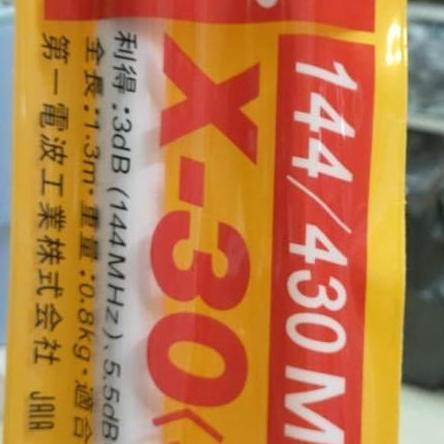 144/430 M
X-30
利得:3dB (144MHz)、5.5dB
全長:1.3m・重量:0.8kg・適合
第一電波工業株式会社 JAIA